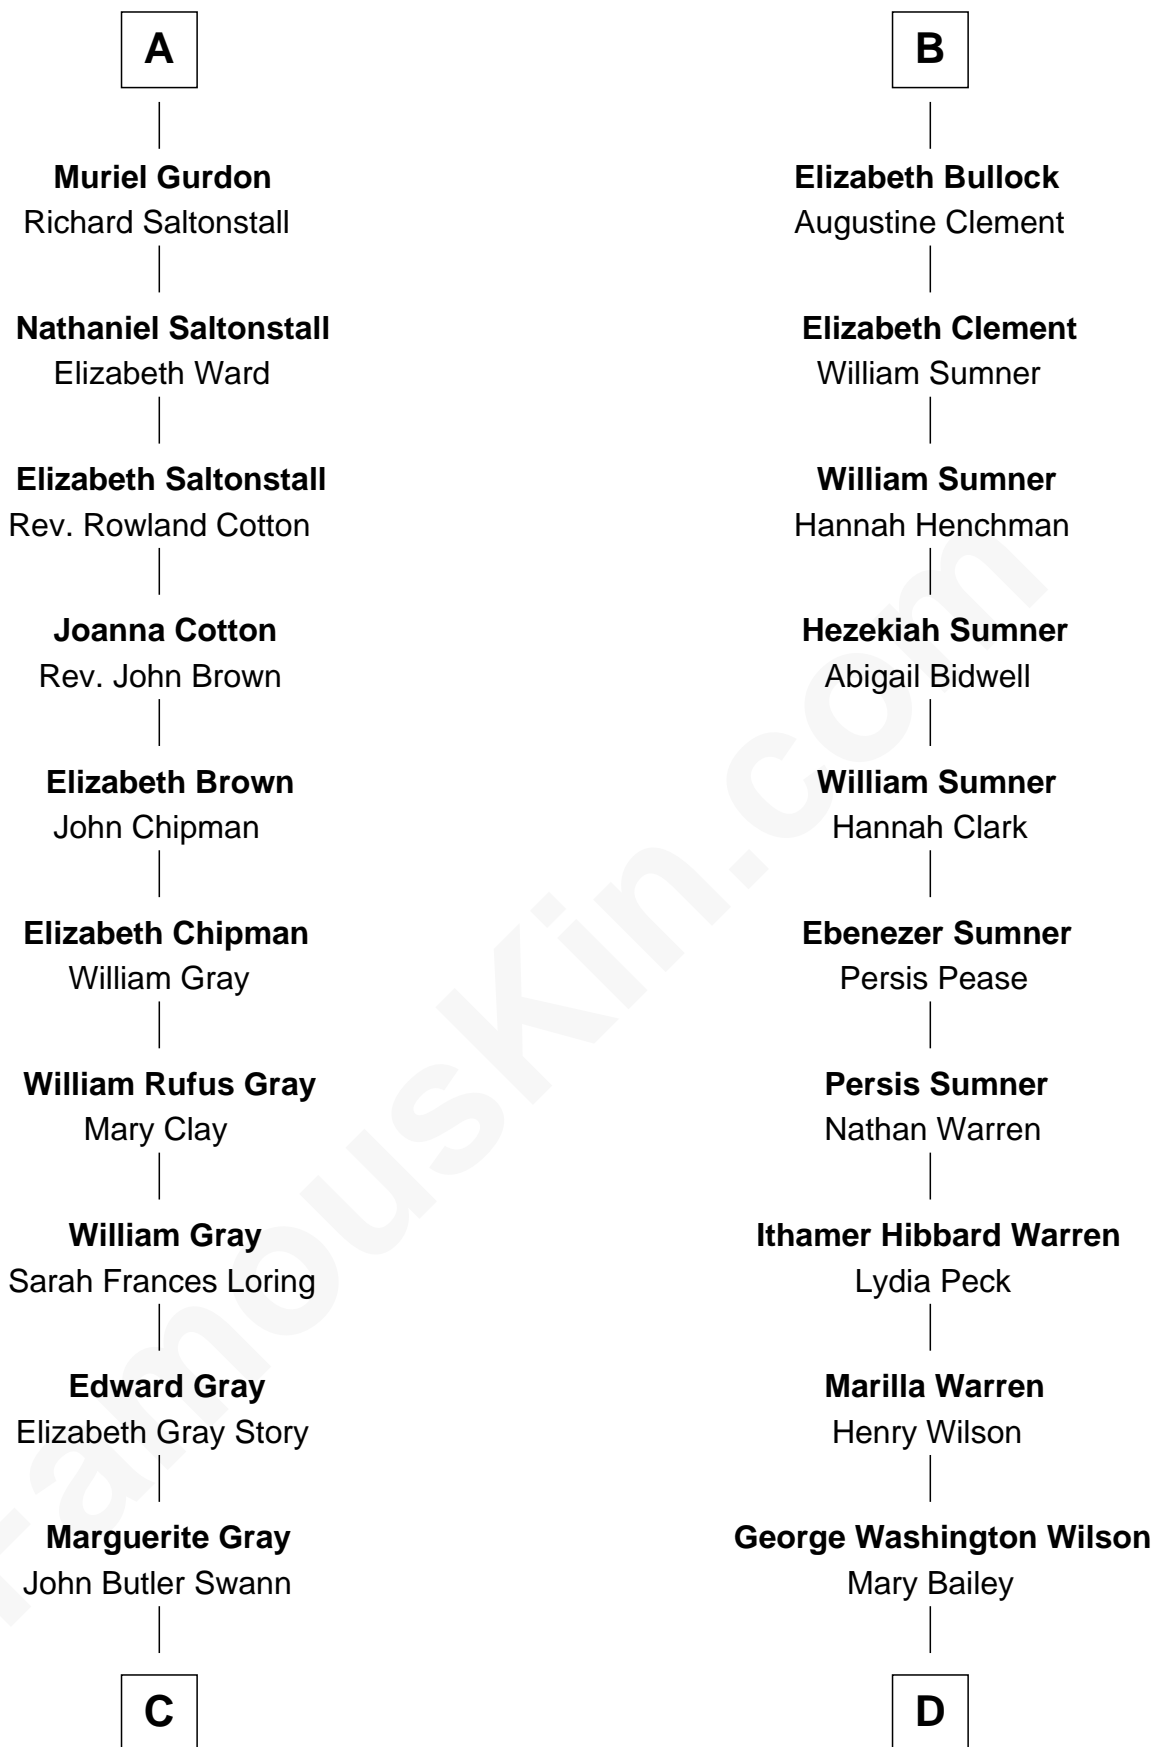 A
Muriel Gurdon
Richard Saltonstall
Nathaniel Saltonstall
Elizabeth Ward
Elizabeth Saltonstall
Rev. Rowland Cotton
Joanna Cotton
Rev. John Brown
Elizabeth Brown
John Chipman
Elizabeth Chipman
William Gray
William Rufus Gray
Mary Clay
William Gray
Sarah Frances Loring
Edward Gray
Elizabeth Gray Story
Marguerite Gray
John Butler Swann
C
B
Elizabeth Bullock
Augustine Clement
Elizabeth Clement
William Sumner
William Sumner
Hannah Henchman
Hezekiah Sumner
Abigail Bidwell
William Sumner
Hannah Clark
Ebenezer Sumner
Persis Pease
Persis Sumner
Nathan Warren
Ithamer Hibbard Warren
Lydia Peck
Marilla Warren
Henry Wilson
George Washington Wilson
Mary Bailey
D
FamousKin.com